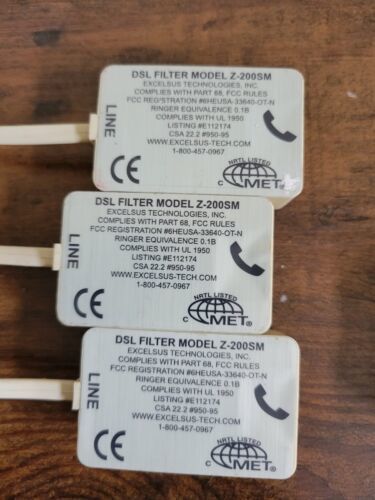 DSL FILTER MODEL Z-200SM
EXCELSUS TECHNOLOGIES, INC.
COMPLIES WITH PART 68, FCC RULES
FCC REGISTRATION #6HEUSA-33640-OT-N
RINGER EQUIVALENCE 0.1B
COMPLIES WITH UL 1950
LISTING #E112174
CSA 22.2 #950-95
WWW.EXCELSUS-TECH.COM
1-800-457-0967
LINE
CE
NRTL LISTED
C MET ®
DSL FILTER MODEL Z-200SM
EXCELSUS TECHNOLOGIES, INC.
COMPLIES WITH PART 68, FCC RULES
FCC REGISTRATION #6HEUSA-33640-OT-N
RINGER EQUIVALENCE 0.1B
COMPLIES WITH UL 1950
LISTING #E112174
CSA 22.2 #950-95
WWW.EXCELSUS-TECH.COM
1-800-457-0967
LINE
CE
NRTL LISTED
C MET ®
DSL FILTER MODEL Z-200SM
EXCELSUS TECHNOLOGIES, INC.
COMPLIES WITH PART 68, FCC RULES
FCC REGISTRATION #6HEUSA-33640-OT-N
RINGER EQUIVALENCE 0.1B
COMPLIES WITH UL 1950
LISTING #E112174
CSA 22.2 #950-95
WWW.EXCELSUS-TECH.COM
1-800-457-0967
LINE
CE
NRTL LISTED
C MET ®